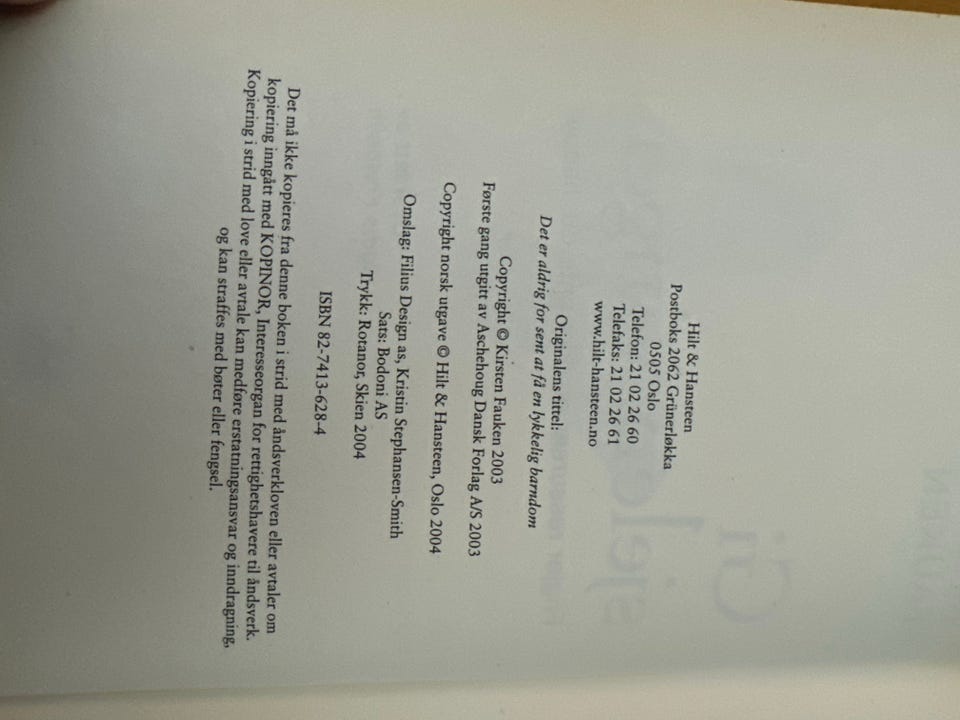 Hilt & Hansteen
Postboks 2062 Grünerløkka
0505 Oslo
Telefon: 21 02 26 60
Telefaks: 21 02 26 61
www.hilt-hansteen.no
Originalens tittel:
Det er aldrig for sent at få en lykkelig barndom
Copyright © Kirsten Fauken 2003
Første gang utgitt av Aschehoug Dansk Forlag A/S 2003
Copyright norsk utgave © Hilt & Hansteen, Oslo 2004
Omslag: Filius Design as, Kristin Stephansen-Smith
Sats: Bodoni AS
Trykk: Rotanor, Skien 2004
ISBN 82-7413-628-4
Det må ikke kopieres fra denne boken i strid med åndsverkloven eller avtaler om
kopiering inngått med KOPINOR, Interesseorgan for rettighetshavere til åndsverk.
Kopiering i strid med love eller avtale kan medføre erstatningsansvar og inndragning,
og kan straffes med bøter eller fengsel.